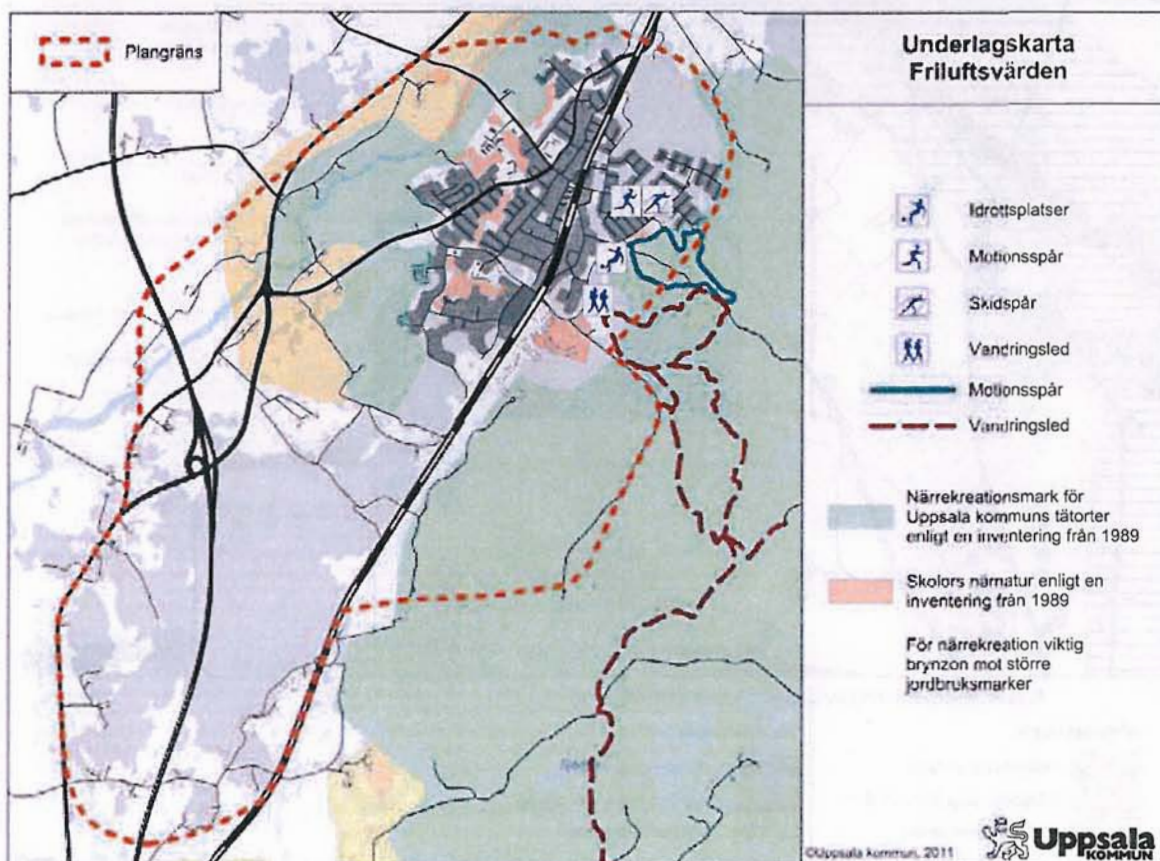 Plangräns
Underlagskarta
Friluftsvärden
Idrottsplatser
Motionsspår
Skidspår
Vandringsled
Motionsspår
Vandringsled
Närrekreationsmark för
Uppsala kommuns tätorter
enligt en inventering från 1989
Skolors närnatur enligt en
inventering från 1989
För närrekreation viktig
brynzon mot större
jordbruksmarker
©Uppsala kommun, 2011
Uppsala
KOMMUN